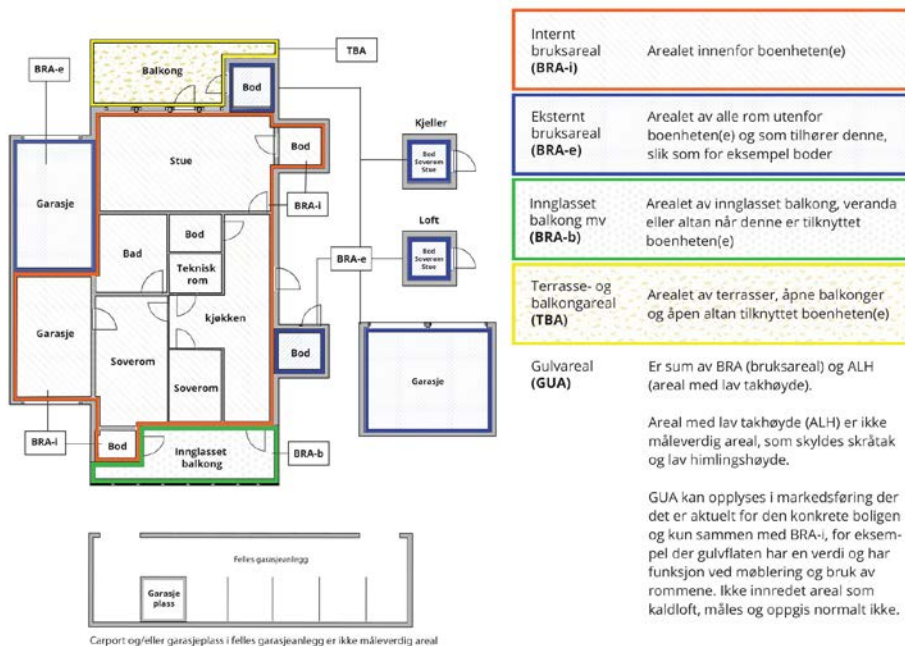 TBA
BRA-e
Balkong
Bod
Kjeller
Bod
Soverom
Stue
Stue
Bod
BRA-i
Garasje
Bad
Bod
Teknisk
rom
Loft
Bod
Soverom
Stue
BRA-e
Garasje
kjøkken
Soverom
Soverom
Bod
Garasje
BRA-i
Bod
Innglasset
balkong
BRA-b
Felles garasjeanlegg
Garasje
plass
Carport og/eller garasjeplass i felles garasjeanlegg er ikke måleverdig areal
Internt
bruksareal
(BRA-i)
Arealet innenfor boenheten(e)
Eksternt
bruksareal
(BRA-e)
Arealet av alle rom utenfor
boenheten(e) og som tilhører denne,
slik som for eksempel boder
Innglasset
balkong mv
(BRA-b)
Arealet av innglasset balkong, veranda
eller altan når denne er tilknyttet
boenheten(e)
Terrasse- og
balkongareal
(TBA)
Arealet av terrasser, åpne balkonger
og åpen altan tilknyttet boenheten(e)
Gulvareal
(GUA)
Er sum av BRA (bruksareal) og ALH
(areal med lav takhøyde).
Areal med lav takhøyde (ALH) er ikke
måleverdig areal, som skyldes skråtak
og lav himlingshøyde.
GUA kan opplyses i markedsføring der
det er aktuelt for den konkrete boligen
og kun sammen med BRA-i, for eksem-
pel der gulvflaten har en verdi og har
funksjon ved møblering og bruk av
rommene. Ikke innredet areal som
kaldloft, måles og oppgis normalt ikke.